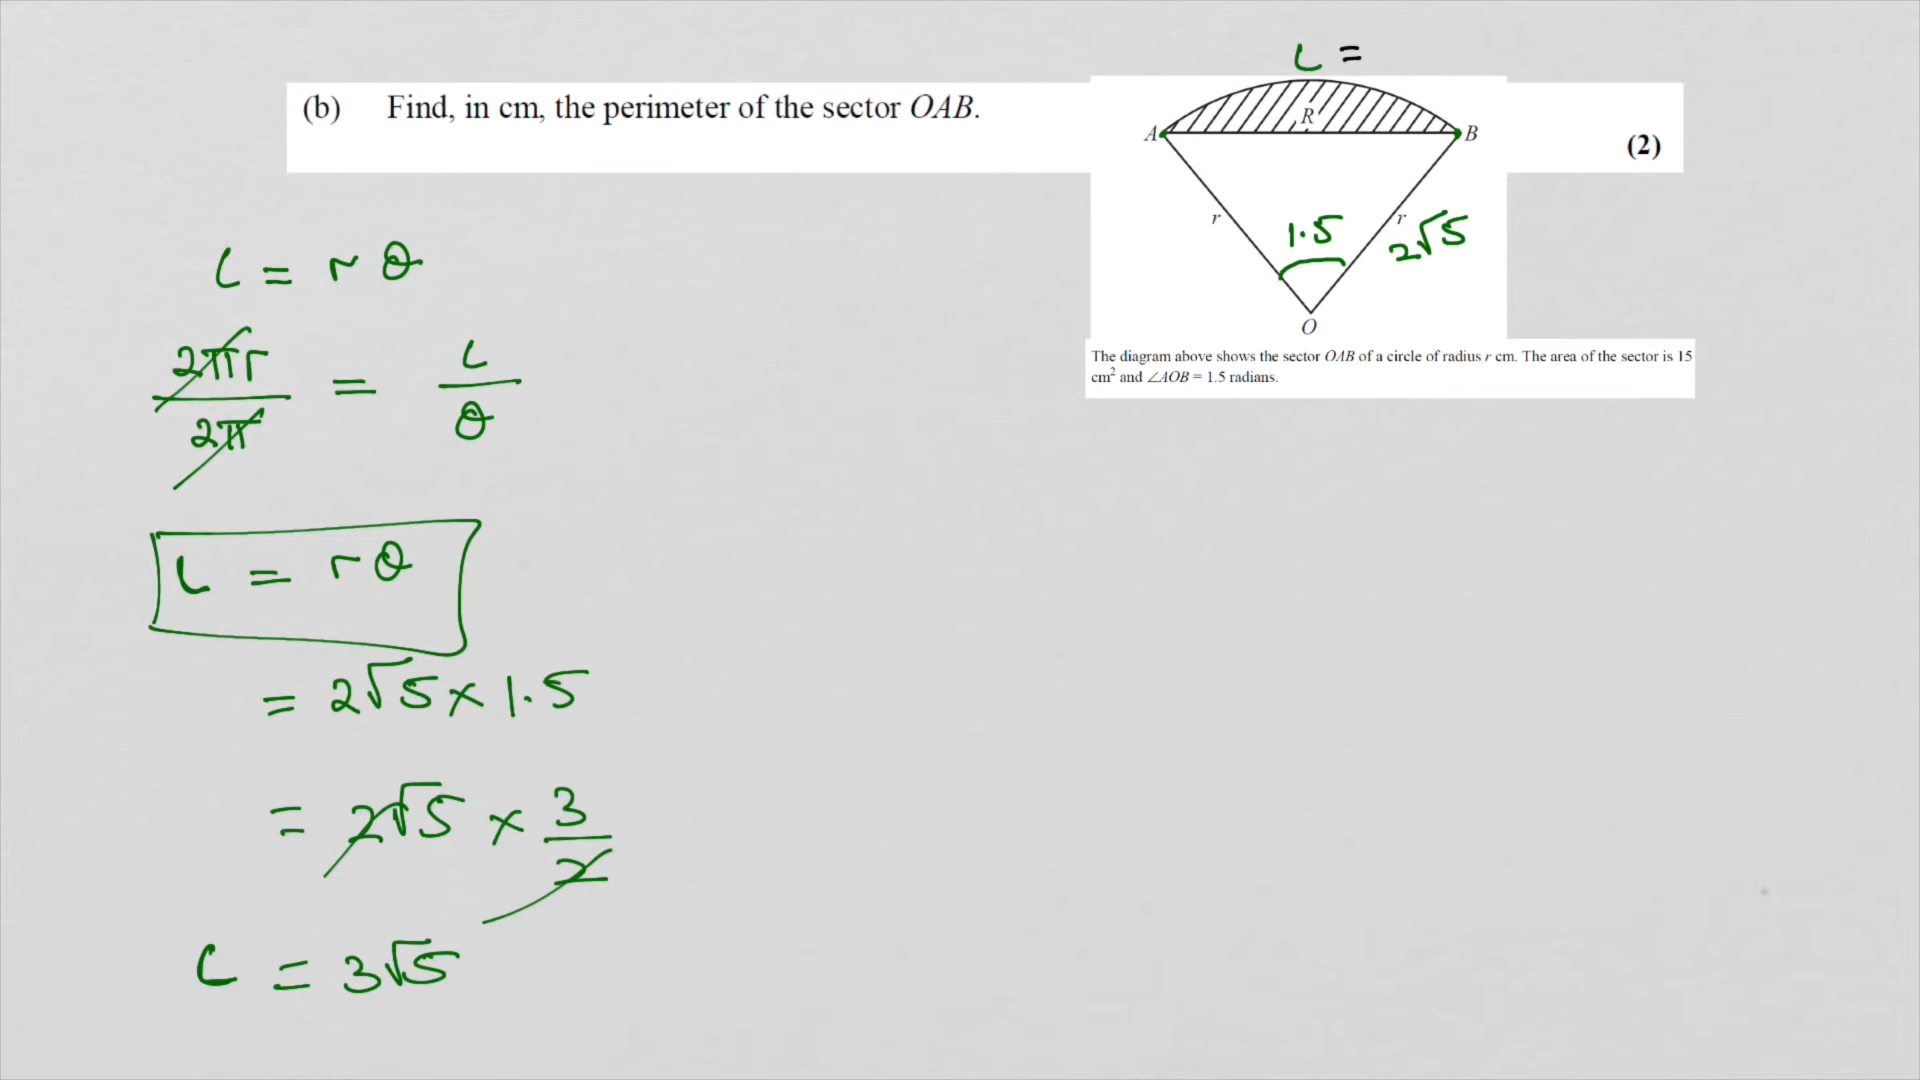 L =
(b) Find, in cm, the perimeter of the sector OAB.
(2)
A R B
r 1.5 r 2√5
O
The diagram above shows the sector OAB of a circle of radius r cm. The area of the sector is 15
cm² and ∠AOB = 1.5 radians.
L = r θ
2πr / 2π = L / θ
L = r θ
= 2√5 × 1.5
= 2√5 × 3/2
L = 3√5